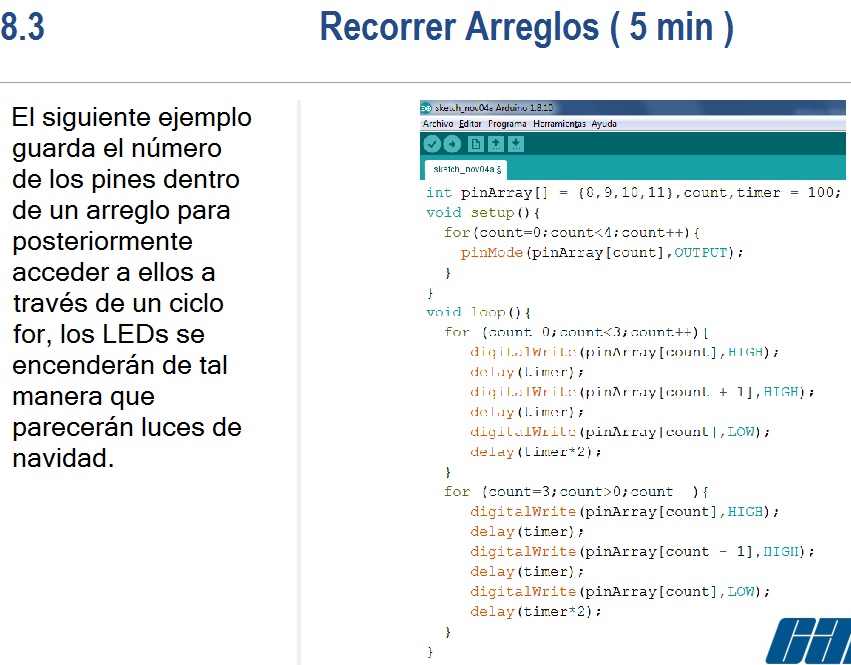 8.3
Recorrer Arreglos ( 5 min )
El siguiente ejemplo
guarda el número
de los pines dentro
de un arreglo para
posteriormente
acceder a ellos a
través de un ciclo
for, los LEDs se
encenderán de tal
manera que
parecerán luces de
navidad.
sketch_nov04a Arduino 1.8.10
Archivo Editar Programa Herramientas Ayuda
sketch_nov04a §
int pinArray[] = {8,9,10,11},count,timer = 100;
void setup(){
for(count=0;count<4;count++){
pinMode(pinArray[count],OUTPUT);
}
}
void loop(){
for (count 0;count<3;count++){
digitalWrite(pinArray[count],HIGH);
delay(timer);
digitalWrite(pinArray[count + 1],HIGH);
delay(timer);
digitalWrite(pinArray[count],LOW);
delay(timer*2);
}
for (count=3;count>0;count  ){
digitalWrite(pinArray[count],HIGH);
delay(timer);
digitalWrite(pinArray[count - 1],HIGH);
delay(timer);
digitalWrite(pinArray[count],LOW);
delay(timer*2);
}
}